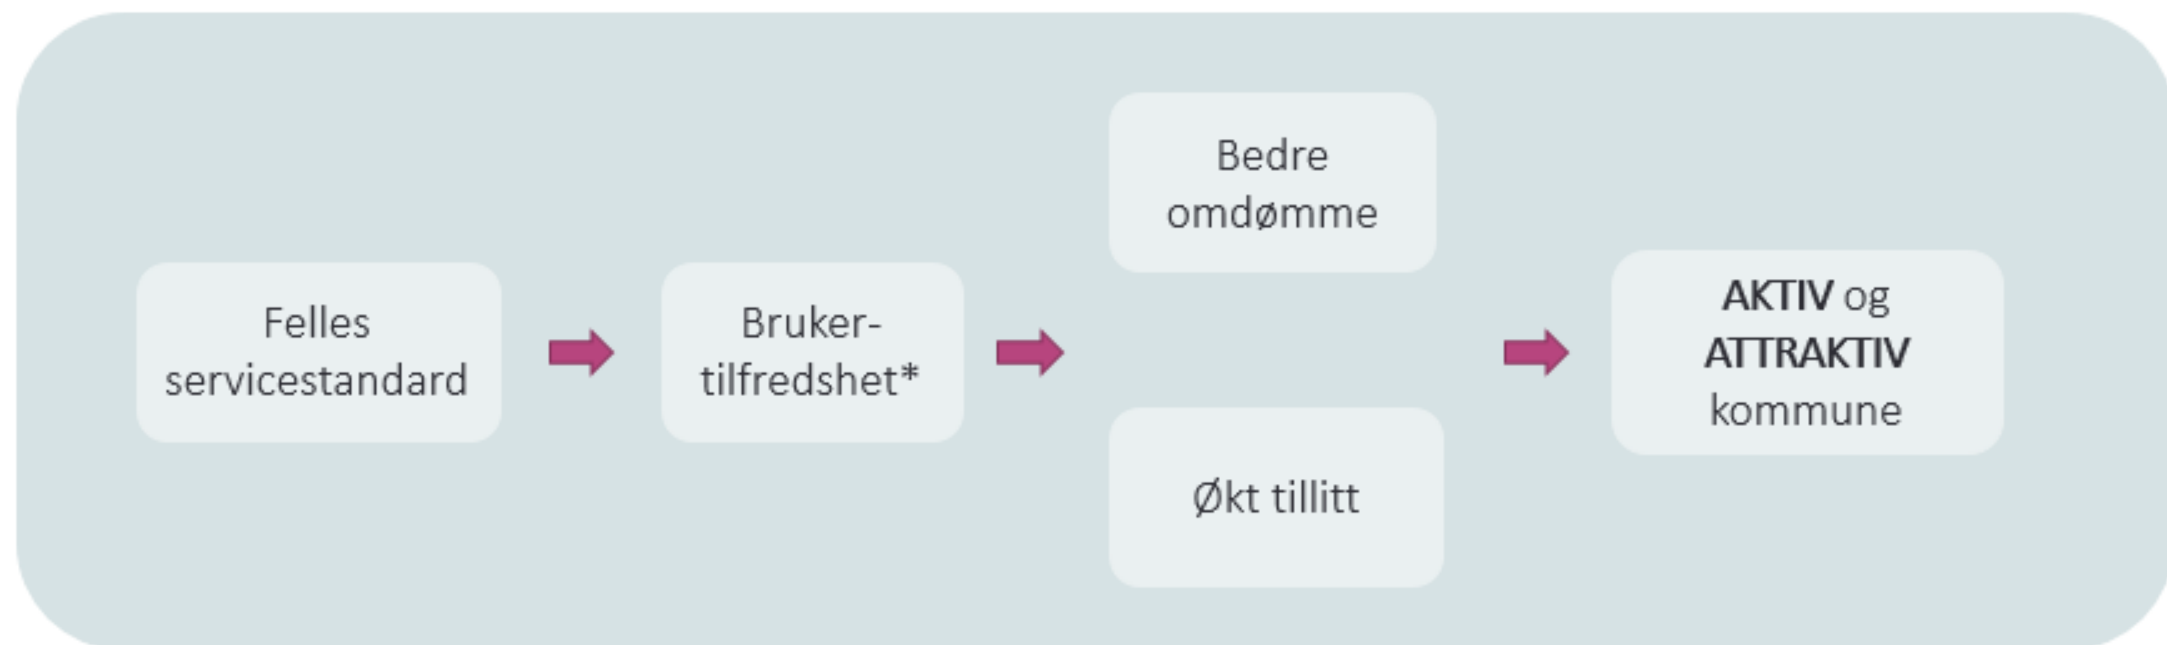 Felles
servicestandard
Bruker-
tilfredshet*
Bedre
omdømme
Økt tillitt
AKTIV og
ATTRAKTIV
kommune